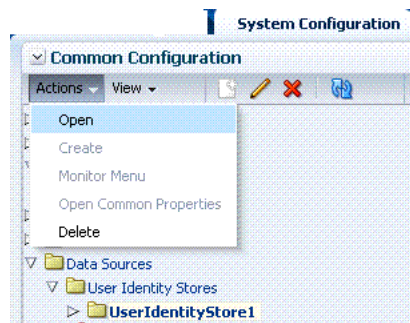 System Configuration
Common Configuration
Actions View
Open
Create
Monitor Menu
Open Common Properties
Delete
Data Sources
User Identity Stores
UserIdentityStore1